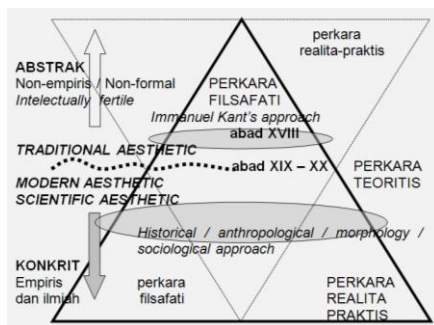 perkara
realita-praktis
ABSTRAK
Non-empiris / Non-formal
Intelectually fertile
PERKARA
FILSAFATI
Immanuel Kant's approach
abad XVIII
TRADITIONAL AESTHETIC
abad XIX – XX
MODERN AESTHETIC
SCIENTIFIC AESTHETIC
PERKARA
TEORITIS
Historical / anthropological / morphology /
sociological approach
KONKRIT
Empiris
dan ilmiah
perkara
filsafati
PERKARA
REALITA
PRAKTIS